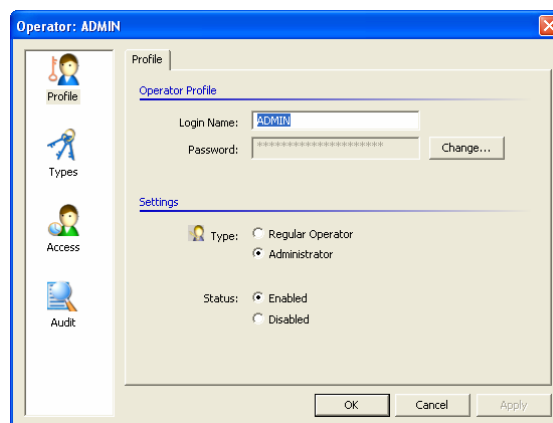 Operator: ADMIN
Profile
Types
Access
Audit
Profile
Operator Profile
Login Name: ADMIN
Password: ********************* Change...
Settings
Type: Regular Operator
Administrator
Status: Enabled
Disabled
OK Cancel Apply